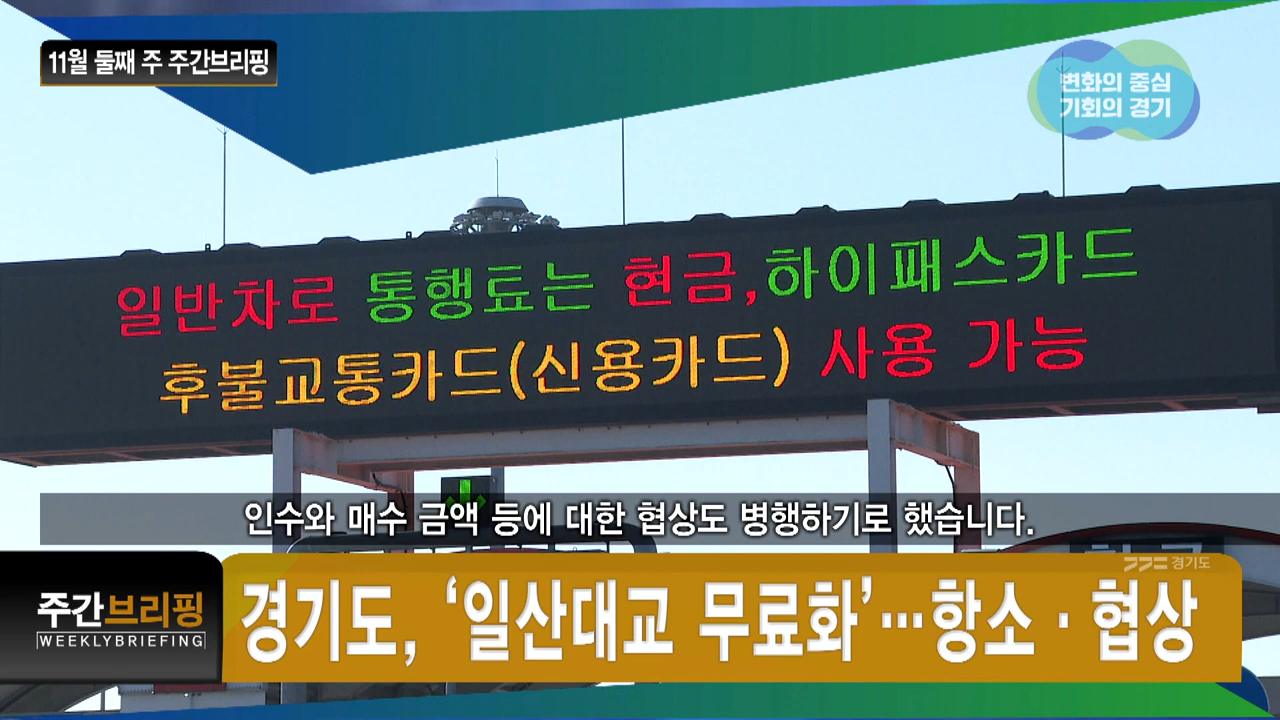 11월 둘째 주 주간브리핑
변화의 중심
기회의 경기
일반차로 통행료는 현금,하이패스카드
후불교통카드(신용카드) 사용 가능
인수와 매수 금액 등에 대한 협상도 병행하기로 했습니다.
경기도
주간브리핑
WEEKLYBRIEFING
경기도, ‘일산대교 무료화’…항소·협상